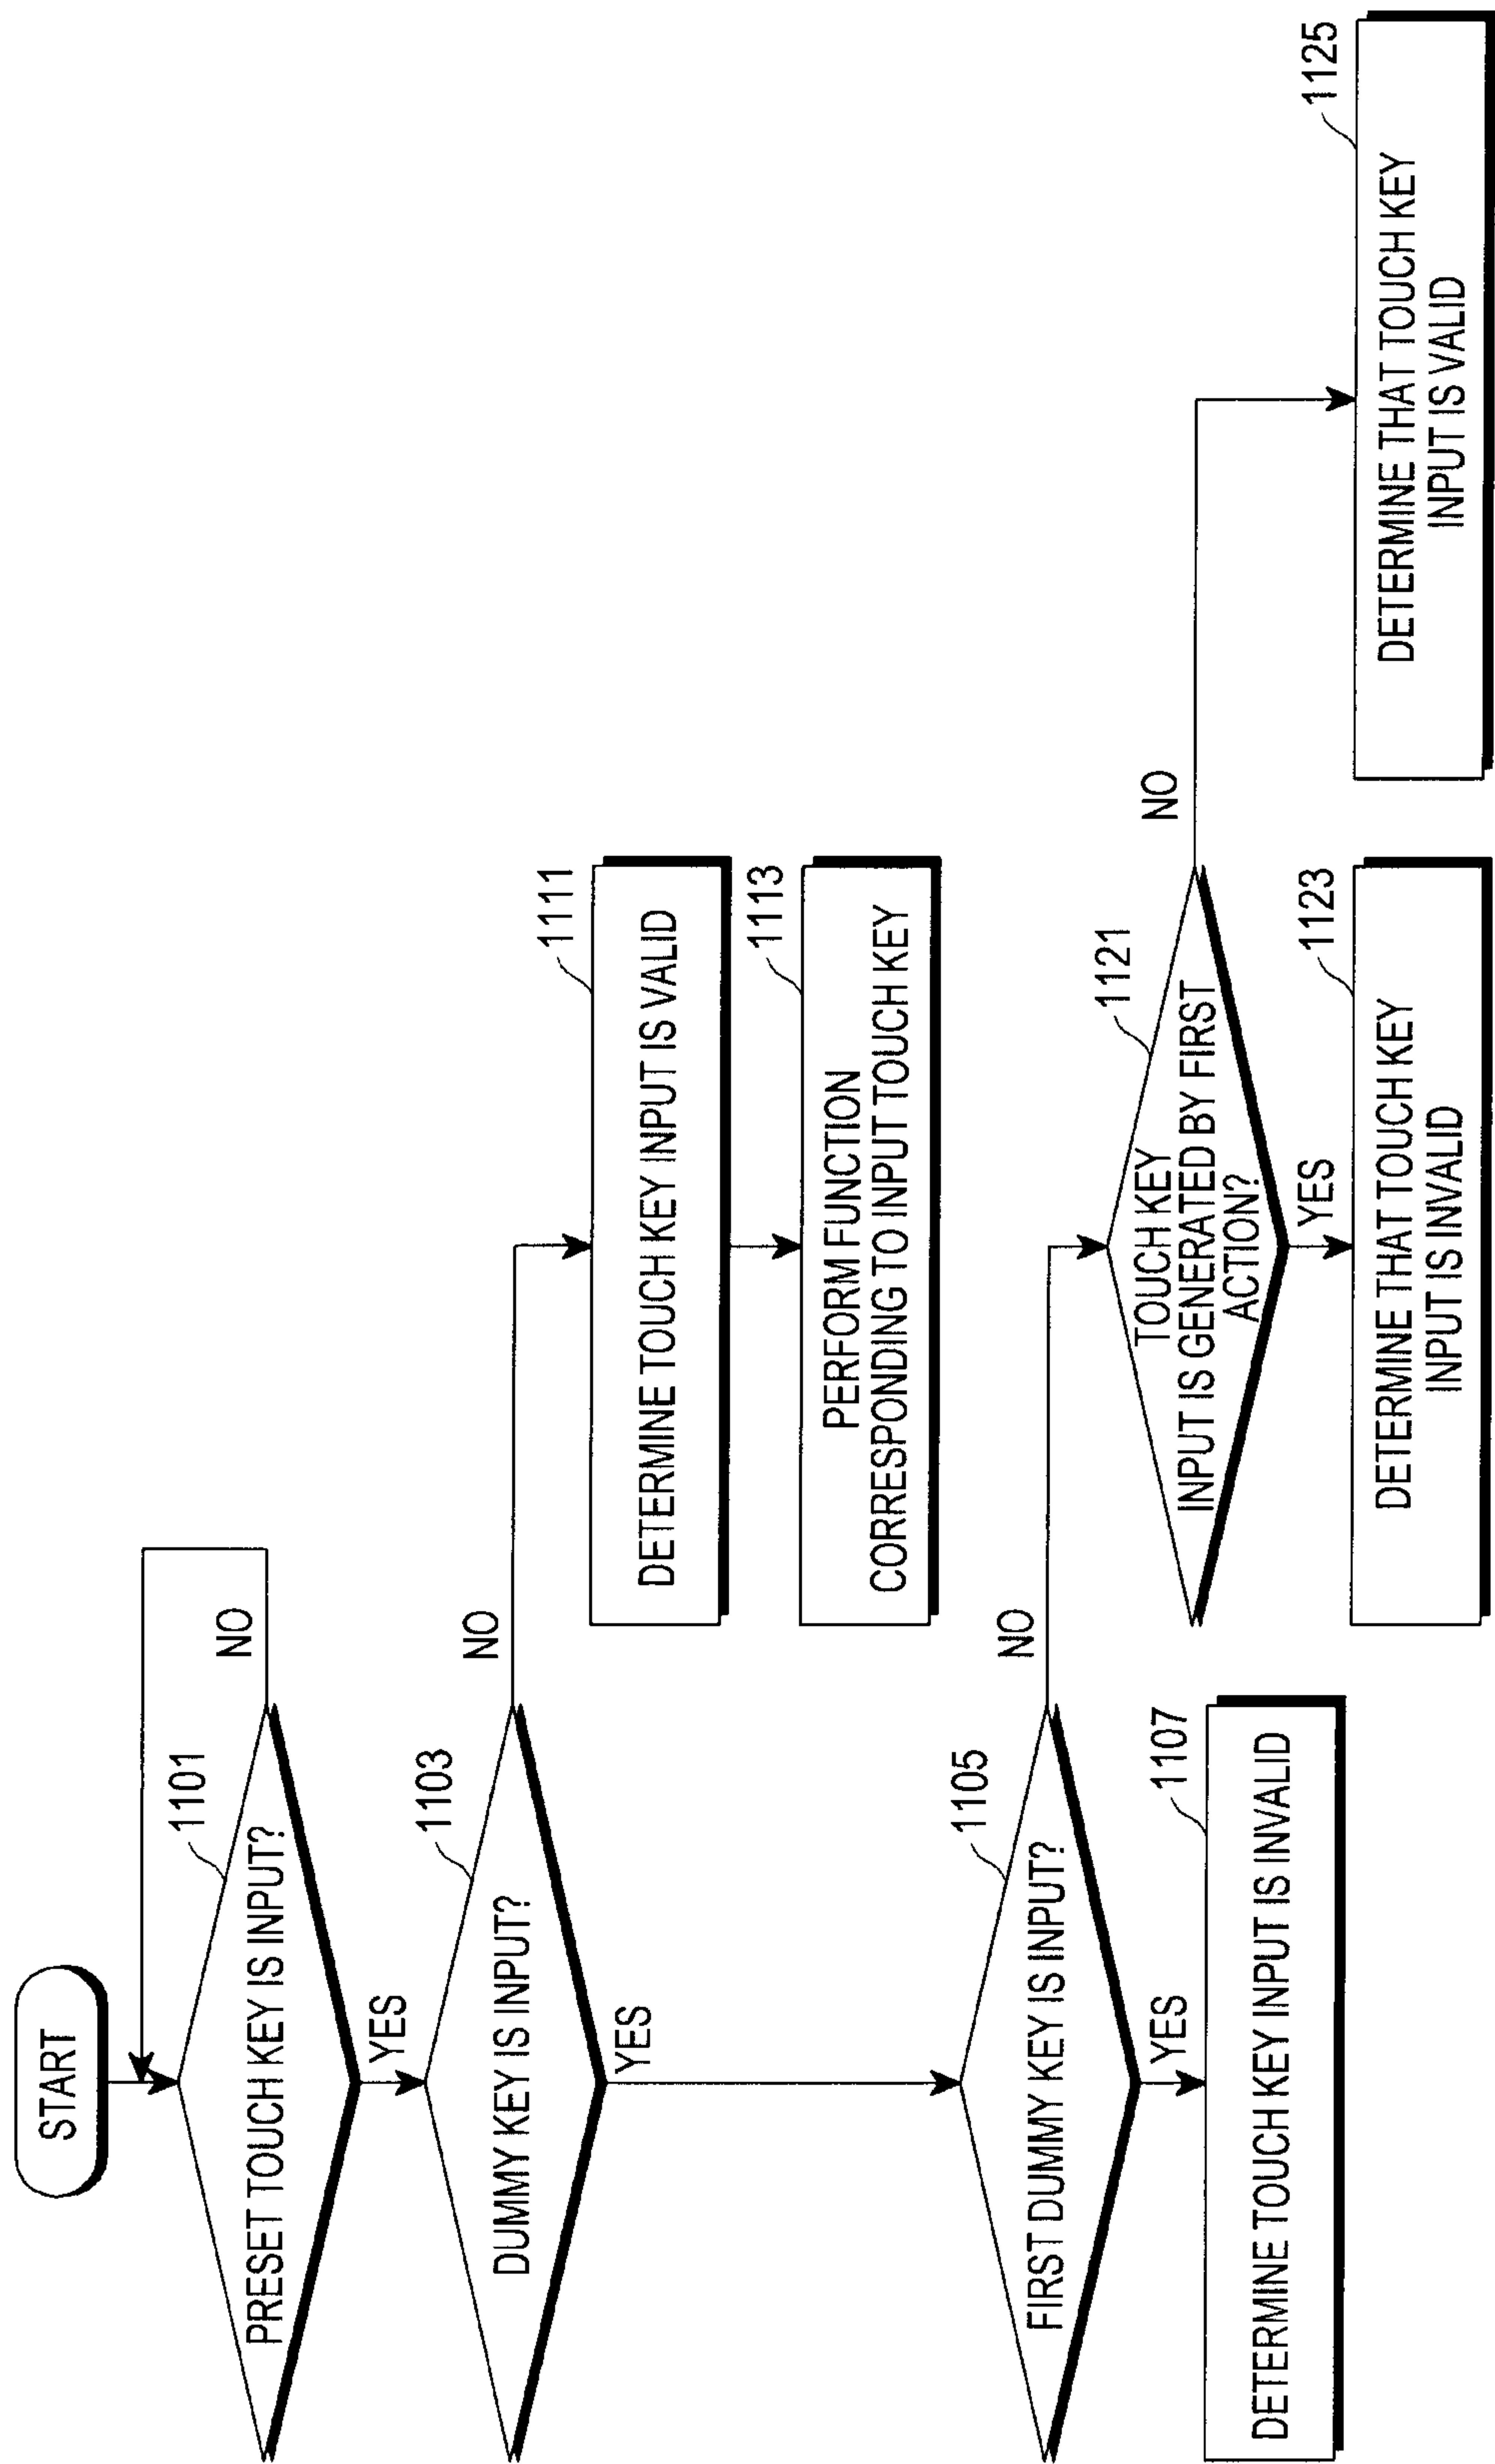 START
1101
PRESET TOUCH KEY IS INPUT?
NO
YES
1103
DUMMY KEY IS INPUT?
NO
YES
1111
DETERMINE TOUCH KEY INPUT IS VALID
1113
PERFORM FUNCTION
CORRESPONDING TO INPUT TOUCH KEY
1105
FIRST DUMMY KEY IS INPUT?
NO
YES
1107
DETERMINE TOUCH KEY INPUT IS INVALID
1121
TOUCH KEY
INPUT IS GENERATED BY FIRST
ACTION?
NO
YES
1123
DETERMINE THAT TOUCH KEY
INPUT IS INVALID
1125
DETERMINE THAT TOUCH KEY
INPUT IS VALID